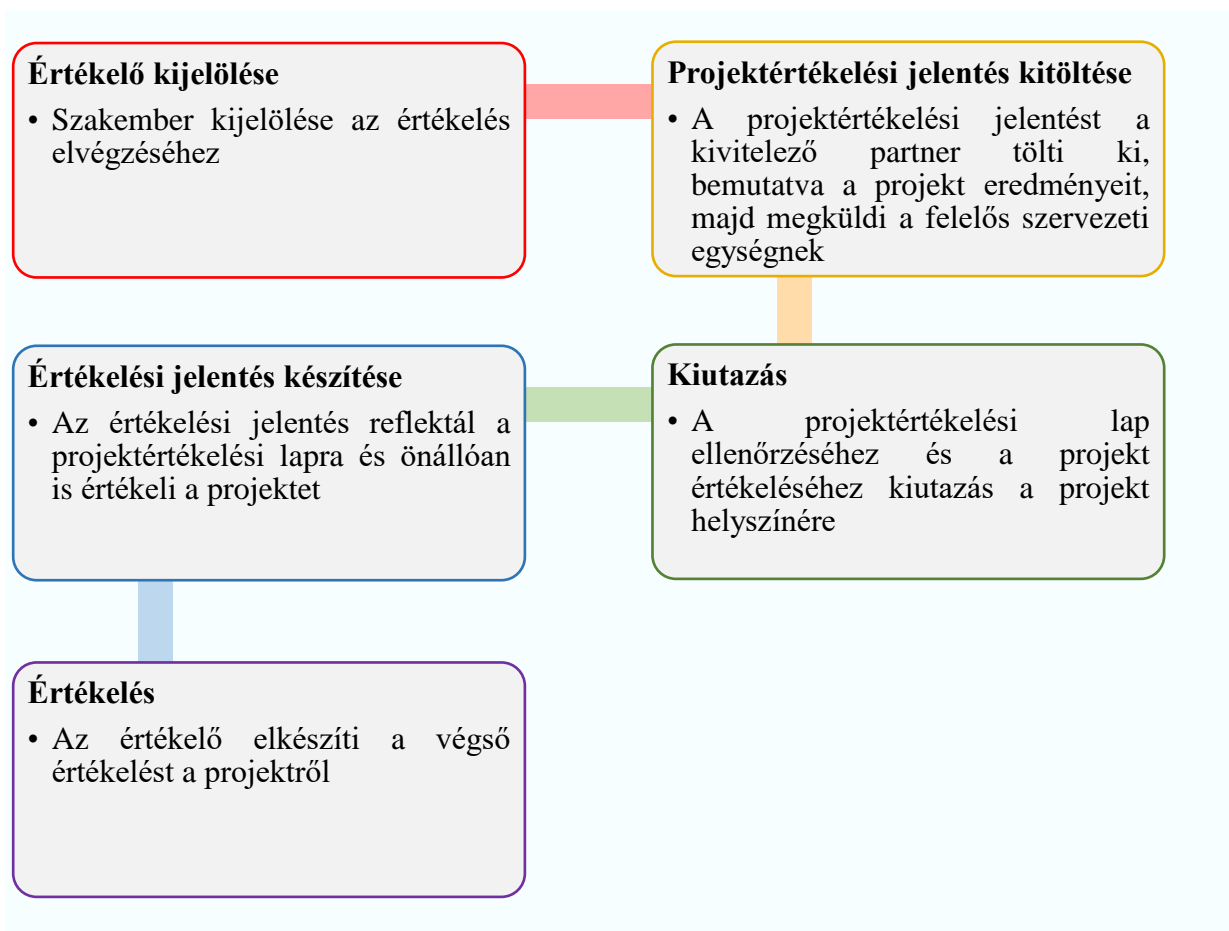 Értékelő kijelölése
• Szakember kijelölése az értékelés
elvégzéséhez
Projektértékelési jelentés kitöltése
• A projektértékelési jelentést a
kivitelező partner tölti ki,
bemutatva a projekt eredményeit,
majd megküldi a felelős szervezeti
egységnek
Kiutazás
• A projektértékelési lap
ellenőrzéséhez és a projekt
értékeléséhez kiutazás a projekt
helyszínére
Értékelési jelentés készítése
• Az értékelési jelentés reflektál a
projektértékelési lapra és önállóan
is értékeli a projektet
Értékelés
• Az értékelő elkészíti a végső
értékelést a projektről